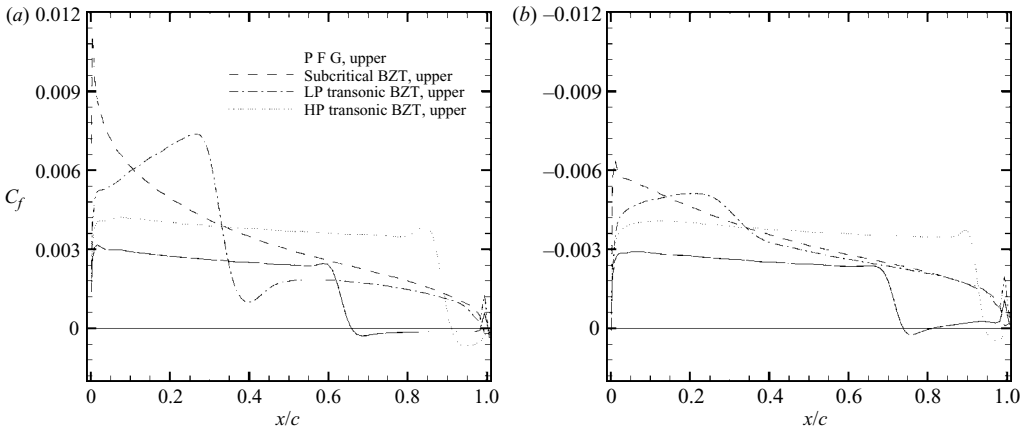 (a)
0.012
0.009
0.006
0.003
0
C_f
P F G, upper
Subcritical BZT, upper
LP transonic BZT, upper
HP transonic BZT, upper
0 0.2 0.4 0.6 0.8 1.0
x/c
(b)
–0.012
–0.009
–0.006
–0.003
0
0 0.2 0.4 0.6 0.8 1.0
x/c